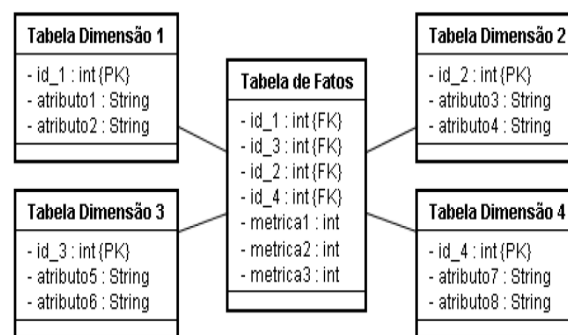 Tabela Dimensão 1
- id_1 : int{PK}
- atributo1 : String
- atributo2 : String
Tabela Dimensão 2
- id_2 : int{PK}
- atributo3 : String
- atributo4 : String
Tabela de Fatos
- id_1 : int{FK}
- id_3 : int{FK}
- id_2 : int{FK}
- id_4 : int{FK}
- metrica1 : int
- metrica2 : int
- metrica3 : int
Tabela Dimensão 3
- id_3 : int{PK}
- atributo5 : String
- atributo6 : String
Tabela Dimensão 4
- id_4 : int{PK}
- atributo7 : String
- atributo8 : String